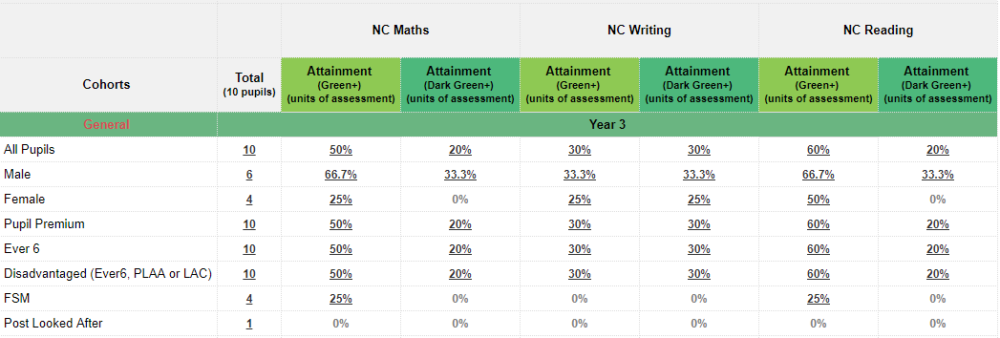 NC Maths NC Writing NC Reading
Cohorts Total (10 pupils) Attainment (Green+) (units of assessment) Attainment (Dark Green+) (units of assessment) Attainment (Green+) (units of assessment) Attainment (Dark Green+) (units of assessment) Attainment (Green+) (units of assessment) Attainment (Dark Green+) (units of assessment)
General Year 3
All Pupils 10 50% 20% 30% 30% 60% 20%
Male 6 66.7% 33.3% 33.3% 33.3% 66.7% 33.3%
Female 4 25% 0% 25% 25% 50% 0%
Pupil Premium 10 50% 20% 30% 30% 60% 20%
Ever 6 10 50% 20% 30% 30% 60% 20%
Disadvantaged (Ever6, PLAA or LAC) 10 50% 20% 30% 30% 60% 20%
FSM 4 25% 0% 0% 0% 25% 0%
Post Looked After 1 0% 0% 0% 0% 0% 0%